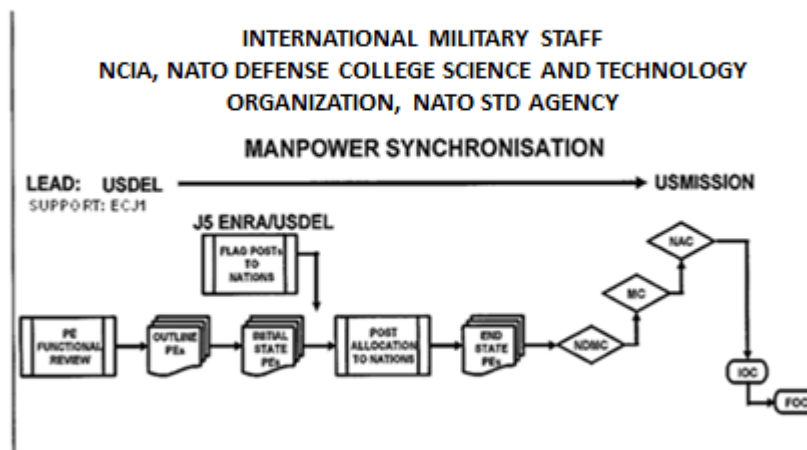 INTERNATIONAL MILITARY STAFF
NCIA, NATO DEFENSE COLLEGE SCIENCE AND TECHNOLOGY
ORGANIZATION, NATO STD AGENCY
MANPOWER SYNCHRONISATION
LEAD: USDEL
USMISSION
SUPPORT: ECJ1
J5 ENRA/USDEL
FLAG POSTs
TO
NATIONS
NAC
MC
PE
FUNCTIONAL
REVIEW
OUTLINE
PEs
INITIAL
STATE
PEs
POST
ALLOCATION
TO NATIONS
END
STATE
PEs
NDMC
IOC
FOC